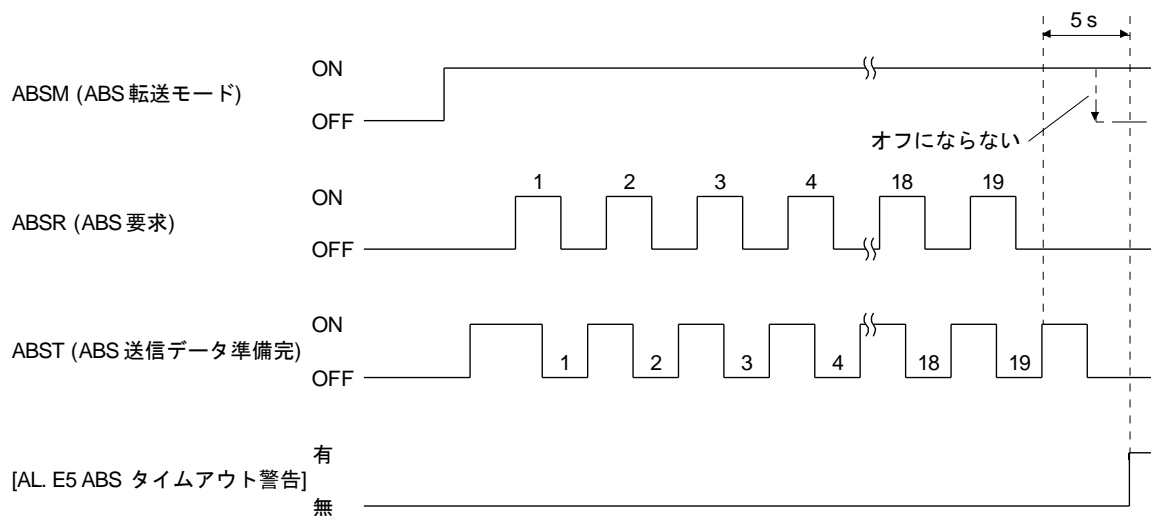 5 s
ON
ABSM (ABS 転送モード)
OFF
オフにならない
1 2 3 4 18 19
ON
ABSR (ABS 要求)
OFF
ON
ABST (ABS 送信データ準備完)
1 2 3 4 18 19
OFF
有
[AL. E5 ABS タイムアウト警告]
無